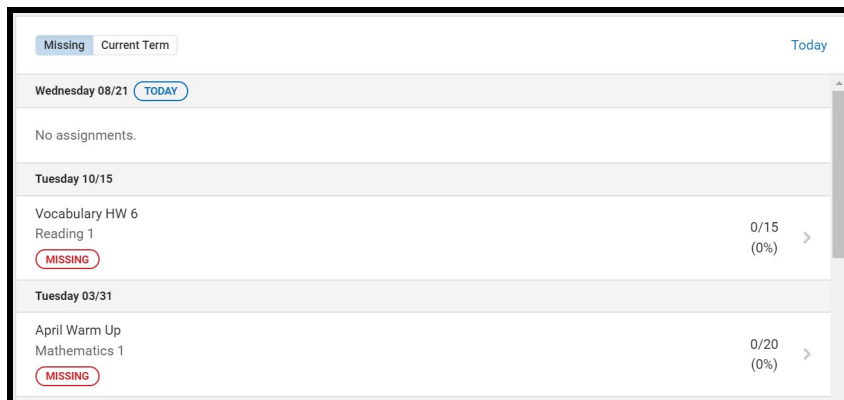 Missing Current Term Today
Wednesday 08/21 TODAY
No assignments.
Tuesday 10/15
Vocabulary HW 6
Reading 1
0/15
(0%)
MISSING
Tuesday 03/31
April Warm Up
Mathematics 1
0/20
(0%)
MISSING